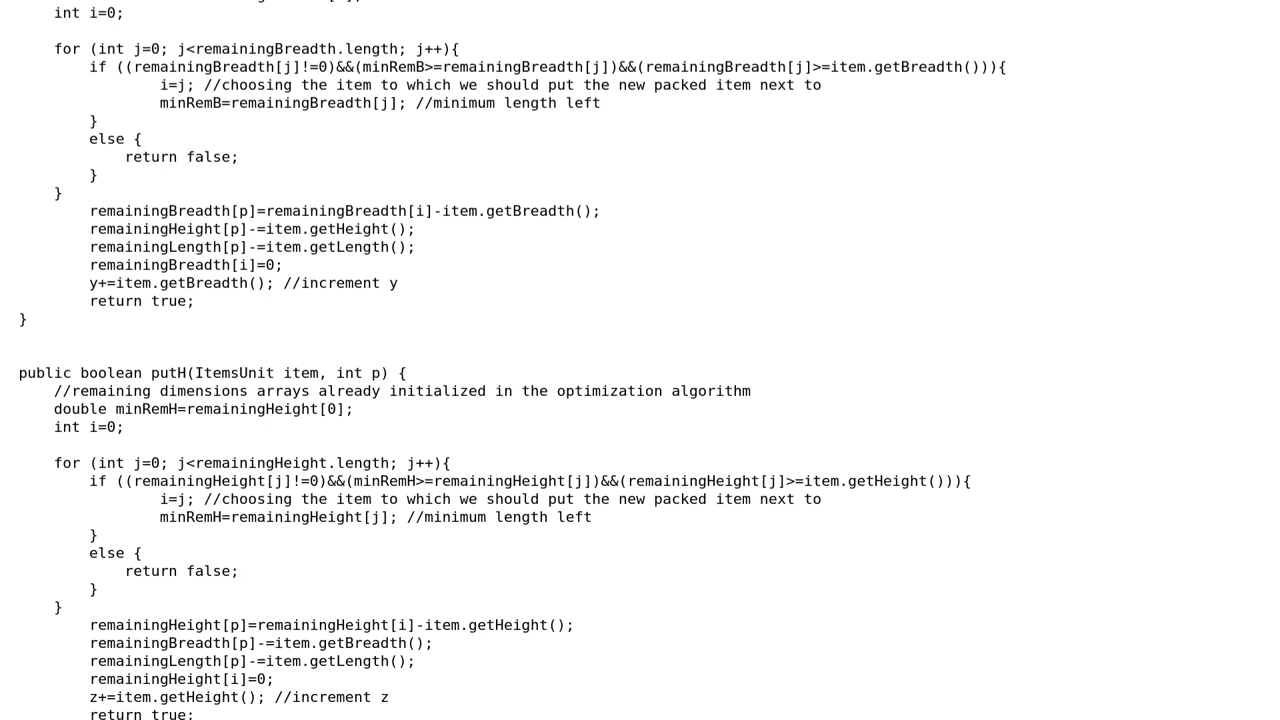 int i=0;
for (int j=0; j<remainingBreadth.length; j++){
if ((remainingBreadth[j]!=0)&&(minRemB>=remainingBreadth[j])&&(remainingBreadth[j]>=item.getBreadth())){
i=j; //choosing the item to which we should put the new packed item next to
minRemB=remainingBreadth[j]; //minimum length left
}
else {
return false;
}
}
remainingBreadth[p]=remainingBreadth[i]-item.getBreadth();
remainingHeight[p]-=item.getHeight();
remainingLength[p]-=item.getLength();
remainingBreadth[i]=0;
y+=item.getBreadth(); //increment y
return true;
}
public boolean putH(ItemsUnit item, int p) {
//remaining dimensions arrays already initialized in the optimization algorithm
double minRemH=remainingHeight[0];
int i=0;
for (int j=0; j<remainingHeight.length; j++){
if ((remainingHeight[j]!=0)&&(minRemH>=remainingHeight[j])&&(remainingHeight[j]>=item.getHeight())){
i=j; //choosing the item to which we should put the new packed item next to
minRemH=remainingHeight[j]; //minimum length left
}
else {
return false;
}
}
remainingHeight[p]=remainingHeight[i]-item.getHeight();
remainingBreadth[p]-=item.getBreadth();
remainingLength[p]-=item.getLength();
remainingHeight[i]=0;
z+=item.getHeight(); //increment z
return true;